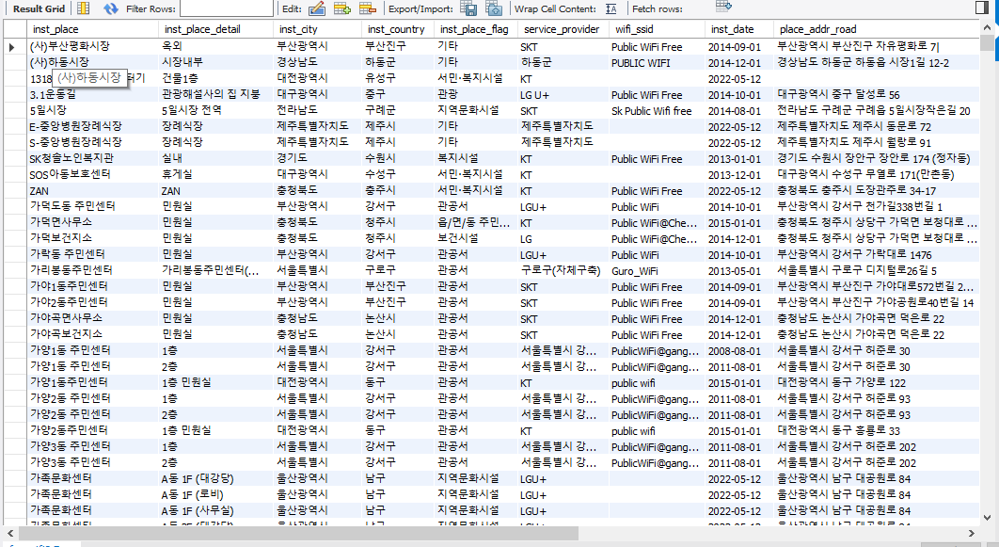 Result Grid Filter Rows: Edit: Export/Import: Wrap Cell Content: Fetch rows:
inst_place inst_place_detail inst_city inst_country inst_place_flag service_provider wifi_ssid inst_date place_addr_road
(사)부산평화시장 옥외 부산광역시 부산진구 기타 SKT Public WiFi Free 2014-09-01 부산광역시 부산진구 자유평화로 7|
(사)하동시장 시장내부 경상남도 하동군 기타 하동군 PUBLIC WIFI 2014-12-01 경상남도 하동군 하동읍 시장1길 12-2
1318 (사)하동시장 터기 건물1층 대전광역시 유성구 서민·복지시설 KT 2022-05-12
3.1운동길 관광해설사의 집 지붕 대구광역시 중구 관광 LG U+ Public WiFi Free 2014-10-01 대구광역시 중구 달성로 56
5일시장 5일시장 전역 전라남도 구례군 지역문화시설 SKT Sk Public Wifi free 2014-08-01 전라남도 구례군 구례읍 5일시장작은길 20
E-중앙병원장례식장 장례식장 제주특별자치도 제주시 기타 제주특별자치도 2022-05-12 제주특별자치도 제주시 동문로 72
S-중앙병원장례식장 장례식장 제주특별자치도 제주시 기타 제주특별자치도 2022-05-12 제주특별자치도 제주시 월랑로 91
SK청솔노인복지관 실내 경기도 수원시 복지시설 KT Public WiFi Free 2013-01-01 경기도 수원시 장안구 장안로 174 (정자동)
SOS아동보호센터 휴게실 대구광역시 수성구 서민·복지시설 KT 2013-12-01 대구광역시 수성구 무열로 171(만촌동)
ZAN ZAN 충청북도 충주시 서민·복지시설 KT Public WiFi Free 2022-05-12 충청북도 충주시 도장관주로 34-17
가덕도동 주민센터 민원실 부산광역시 강서구 관공서 LGU+ Public WiFi 2014-10-01 부산광역시 강서구 천가길338번길 1
가덕면사무소 민원실 충청북도 청주시 읍/면/동 주민... KT Public WiFi@Che... 2015-01-01 충청북도 청주시 상당구 가덕면 보청대로 ...
가덕보건지소 민원실 충청북도 청주시 보건시설 LG Public WiFi@Che... 2014-12-01 충청북도 청주시 상당구 가덕면 보청대로 ...
가락동 주민센터 민원실 부산광역시 강서구 관공서 LGU+ Public WiFi 2014-10-01 부산광역시 강서구 가락대로 1476
가리봉동주민센터 가리봉동주민센터(... 서울특별시 구로구 관공서 구로구(자체구축) Guro_WiFi 2013-05-01 서울특별시 구로구 디지털로26길 5
가야1동주민센터 민원실 부산광역시 부산진구 관공서 SKT Public WiFi Free 2014-09-01 부산광역시 부산진구 가야대로572번길 2...
가야2동주민센터 민원실 부산광역시 부산진구 관공서 SKT Public WiFi Free 2014-09-01 부산광역시 부산진구 가야공원로40번길 14
가야곡면사무소 민원실 충청남도 논산시 관공서 SKT Public WiFi Free 2014-12-01 충청남도 논산시 가야곡면 덕은로 22
가야곡보건지소 민원실 충청남도 논산시 관공서 SKT Public WiFi Free 2014-12-01 충청남도 논산시 가야곡면 덕은로 22
가양1동 주민센터 1층 서울특별시 강서구 관공서 서울특별시 강... PublicWiFi@gang... 2008-08-01 서울특별시 강서구 허준로 30
가양1동 주민센터 2층 서울특별시 강서구 관공서 서울특별시 강... PublicWiFi@gang... 2011-08-01 서울특별시 강서구 허준로 30
가양1동주민센터 1층 민원실 대전광역시 동구 관공서 KT public wifi 2015-01-01 대전광역시 동구 가양로 122
가양2동 주민센터 1층 서울특별시 강서구 관공서 서울특별시 강... PublicWiFi@gang... 2011-08-01 서울특별시 강서구 허준로 93
가양2동 주민센터 2층 서울특별시 강서구 관공서 서울특별시 강... PublicWiFi@gang... 2011-08-01 서울특별시 강서구 허준로 93
가양2동주민센터 1층 민원실 대전광역시 동구 관공서 KT public wifi 2015-01-01 대전광역시 동구 흥룡로 33
가양3동 주민센터 1층 서울특별시 강서구 관공서 서울특별시 강... PublicWiFi@gang... 2011-08-01 서울특별시 강서구 허준로 202
가양3동 주민센터 2층 서울특별시 강서구 관공서 서울특별시 강... PublicWiFi@gang... 2011-08-01 서울특별시 강서구 허준로 202
가족문화센터 A동 1F (대강당) 울산광역시 남구 지역문화시설 LGU+ 2022-05-12 울산광역시 남구 대공원로 84
가족문화센터 A동 1F (로비) 울산광역시 남구 지역문화시설 LGU+ 2022-05-12 울산광역시 남구 대공원로 84
가족문화센터 A동 1F (사무실) 울산광역시 남구 지역문화시설 LGU+ 2022-05-12 울산광역시 남구 대공원로 84